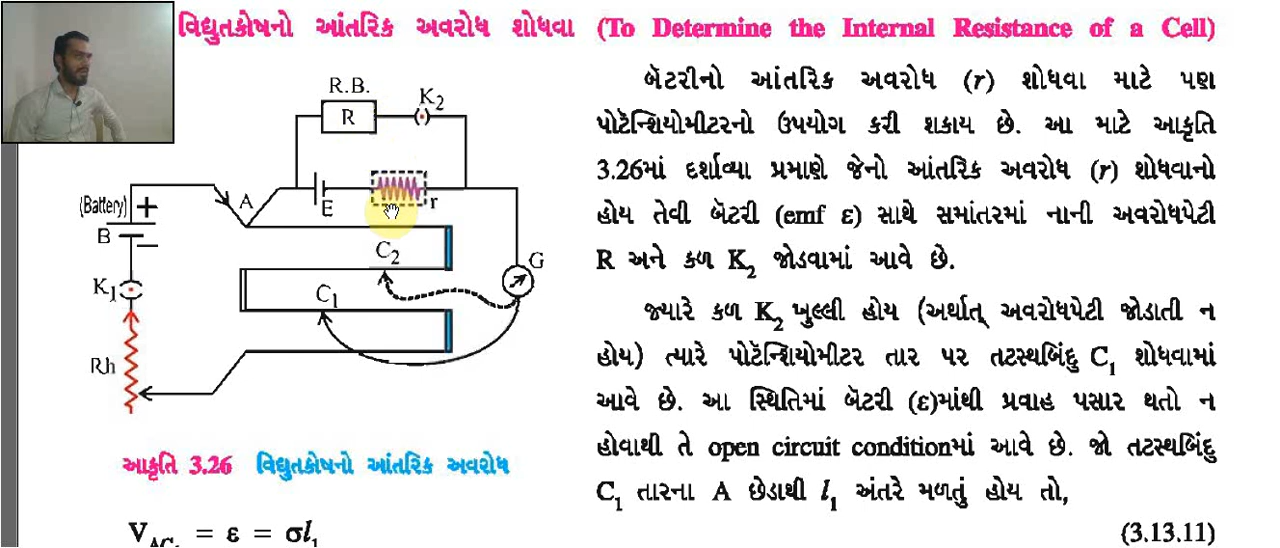 વિદ્યુતકોષનો આંતરિક અવરોધ શોધવા (To Determine the Internal Resistance of a Cell)
R.B.
K2
R
A
E
r
(Battery)
+
B
−
C2
G
K1
C1
Rh
આકૃતિ 3.26 વિદ્યુતકોષનો આંતરિક અવરોધ
V_AC1 = ε = σl1
બૅટરીનો આંતરિક અવરોધ (r) શોધવા માટે પણ
પોટૅન્શિયોમીટરનો ઉપયોગ કરી શકાય છે. આ માટે આકૃતિ
3.26માં દર્શાવ્યા પ્રમાણે જેનો આંતરિક અવરોધ (r) શોધવાનો
હોય તેવી બૅટરી (emf ε) સાથે સમાંતરમાં નાની અવરોધપેટી
R અને કળ K2 જોડવામાં આવે છે.
જ્યારે કળ K2 ખુલ્લી હોય (અર્થાત્ અવરોધપેટી જોડાતી ન
હોય) ત્યારે પોટૅન્શિયોમીટર તાર પર તટસ્થબિંદુ C1 શોધવામાં
આવે છે. આ સ્થિતિમાં બૅટરી (ε)માંથી પ્રવાહ પસાર થતો ન
હોવાથી તે open circuit conditionમાં આવે છે. જો તટસ્થબિંદુ
C1 તારના A છેડાથી l1 અંતરે મળતું હોય તો,
(3.13.11)